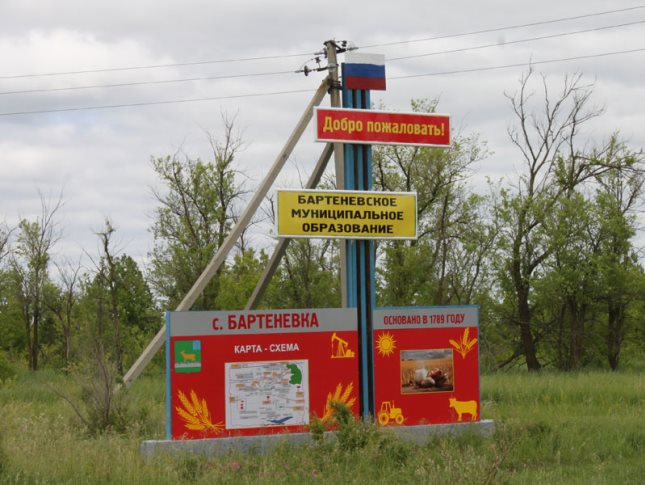 Добро пожаловать!
БАРТЕНЕВСКОЕ
МУНИЦИПАЛЬНОЕ
ОБРАЗОВАНИЕ
с. БАРТЕНЕВКА
КАРТА - СХЕМА
ОСНОВАНО В 1789 ГОДУ